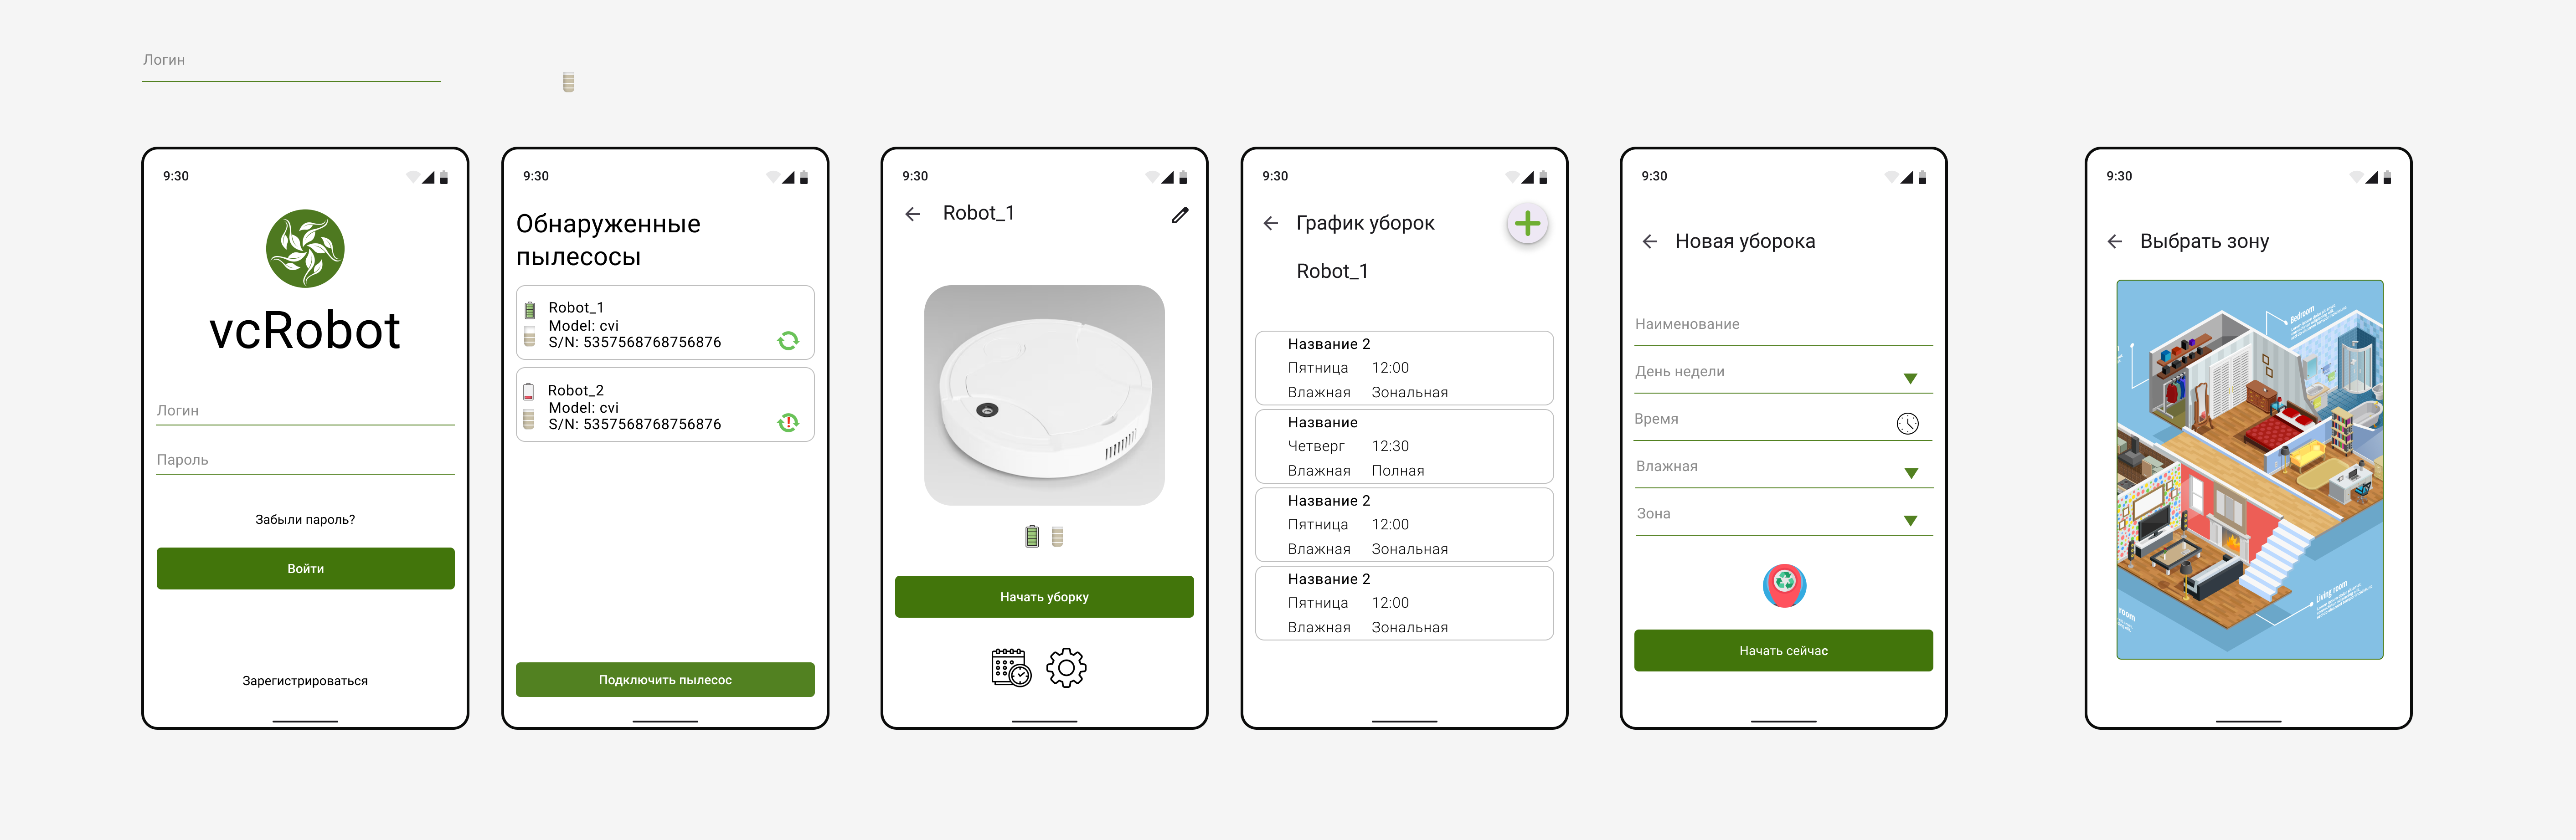 Логин
9:30
vcRobot
Логин
Пароль
Забыли пароль?
Войти
Зарегистрироваться
9:30
Обнаруженные
пылесосы
Robot_1
Model: cvi
S/N: 5357568768756876
Robot_2
Model: cvi
S/N: 5357568768756876
Подключить пылесос
9:30
Robot_1
Начать уборку
9:30
График уборок
Robot_1
Название 2
Пятница 12:00
Влажная Зональная
Название
Четверг 12:30
Влажная Полная
Название 2
Пятница 12:00
Влажная Зональная
Название 2
Пятница 12:00
Влажная Зональная
9:30
Новая уборока
Наименование
День недели
Время
Влажная
Зона
Начать сейчас
9:30
Выбрать зону
Bedroom
Living room
room